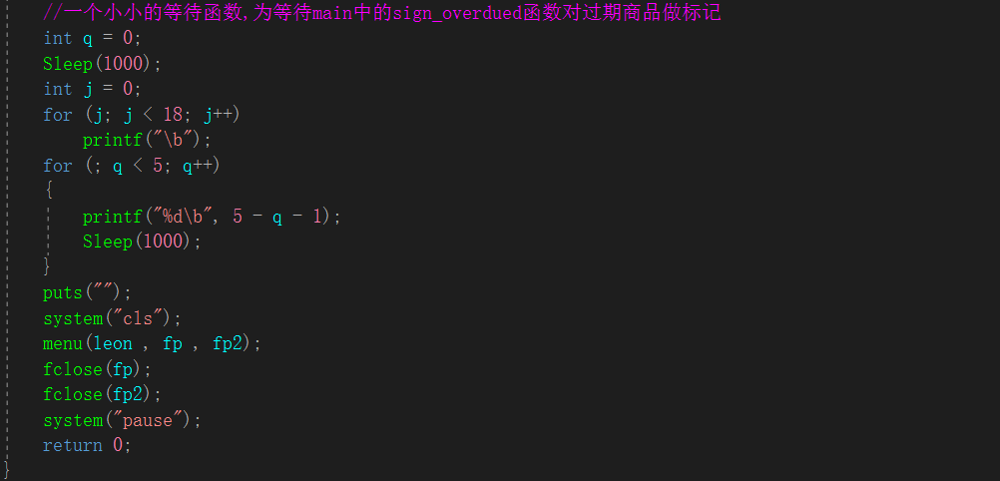 //一个小小的等待函数,为等待main中的sign_overdued函数对过期商品做标记
int q = 0;
Sleep(1000);
int j = 0;
for (j; j < 18; j++)
printf("\b");
for (; q < 5; q++)
{
printf("%d\b", 5 - q - 1);
Sleep(1000);
}
puts("");
system("cls");
menu(leon , fp , fp2);
fclose(fp);
fclose(fp2);
system("pause");
return 0;
}